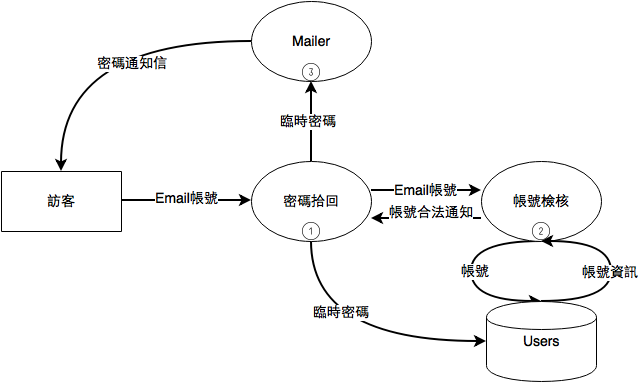 Mailer
3
密碼通知信
臨時密碼
訪客
Email帳號
密碼拾回
1
Email帳號
帳號合法通知
帳號檢核
2
臨時密碼
帳號
帳號資訊
Users